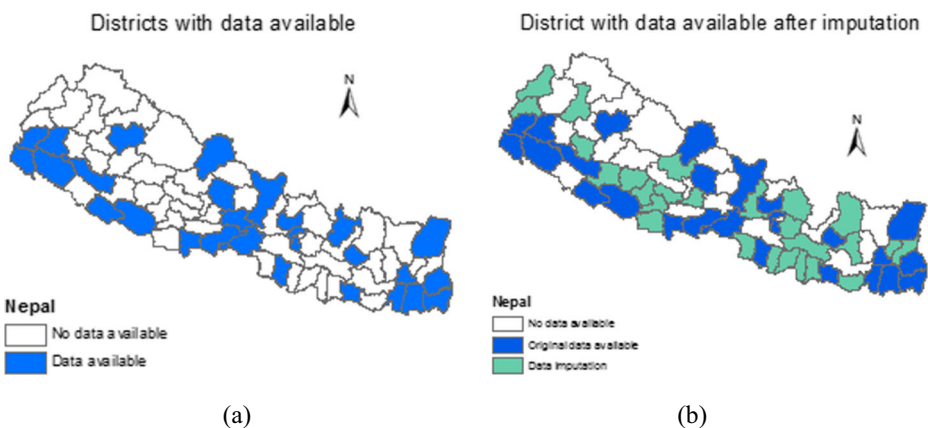 Districts with data available
N
Nepal
No data available
Data available
(a)
District with data available after imputation
N
Nepal
No data available
Original data available
Data Imputation
(b)